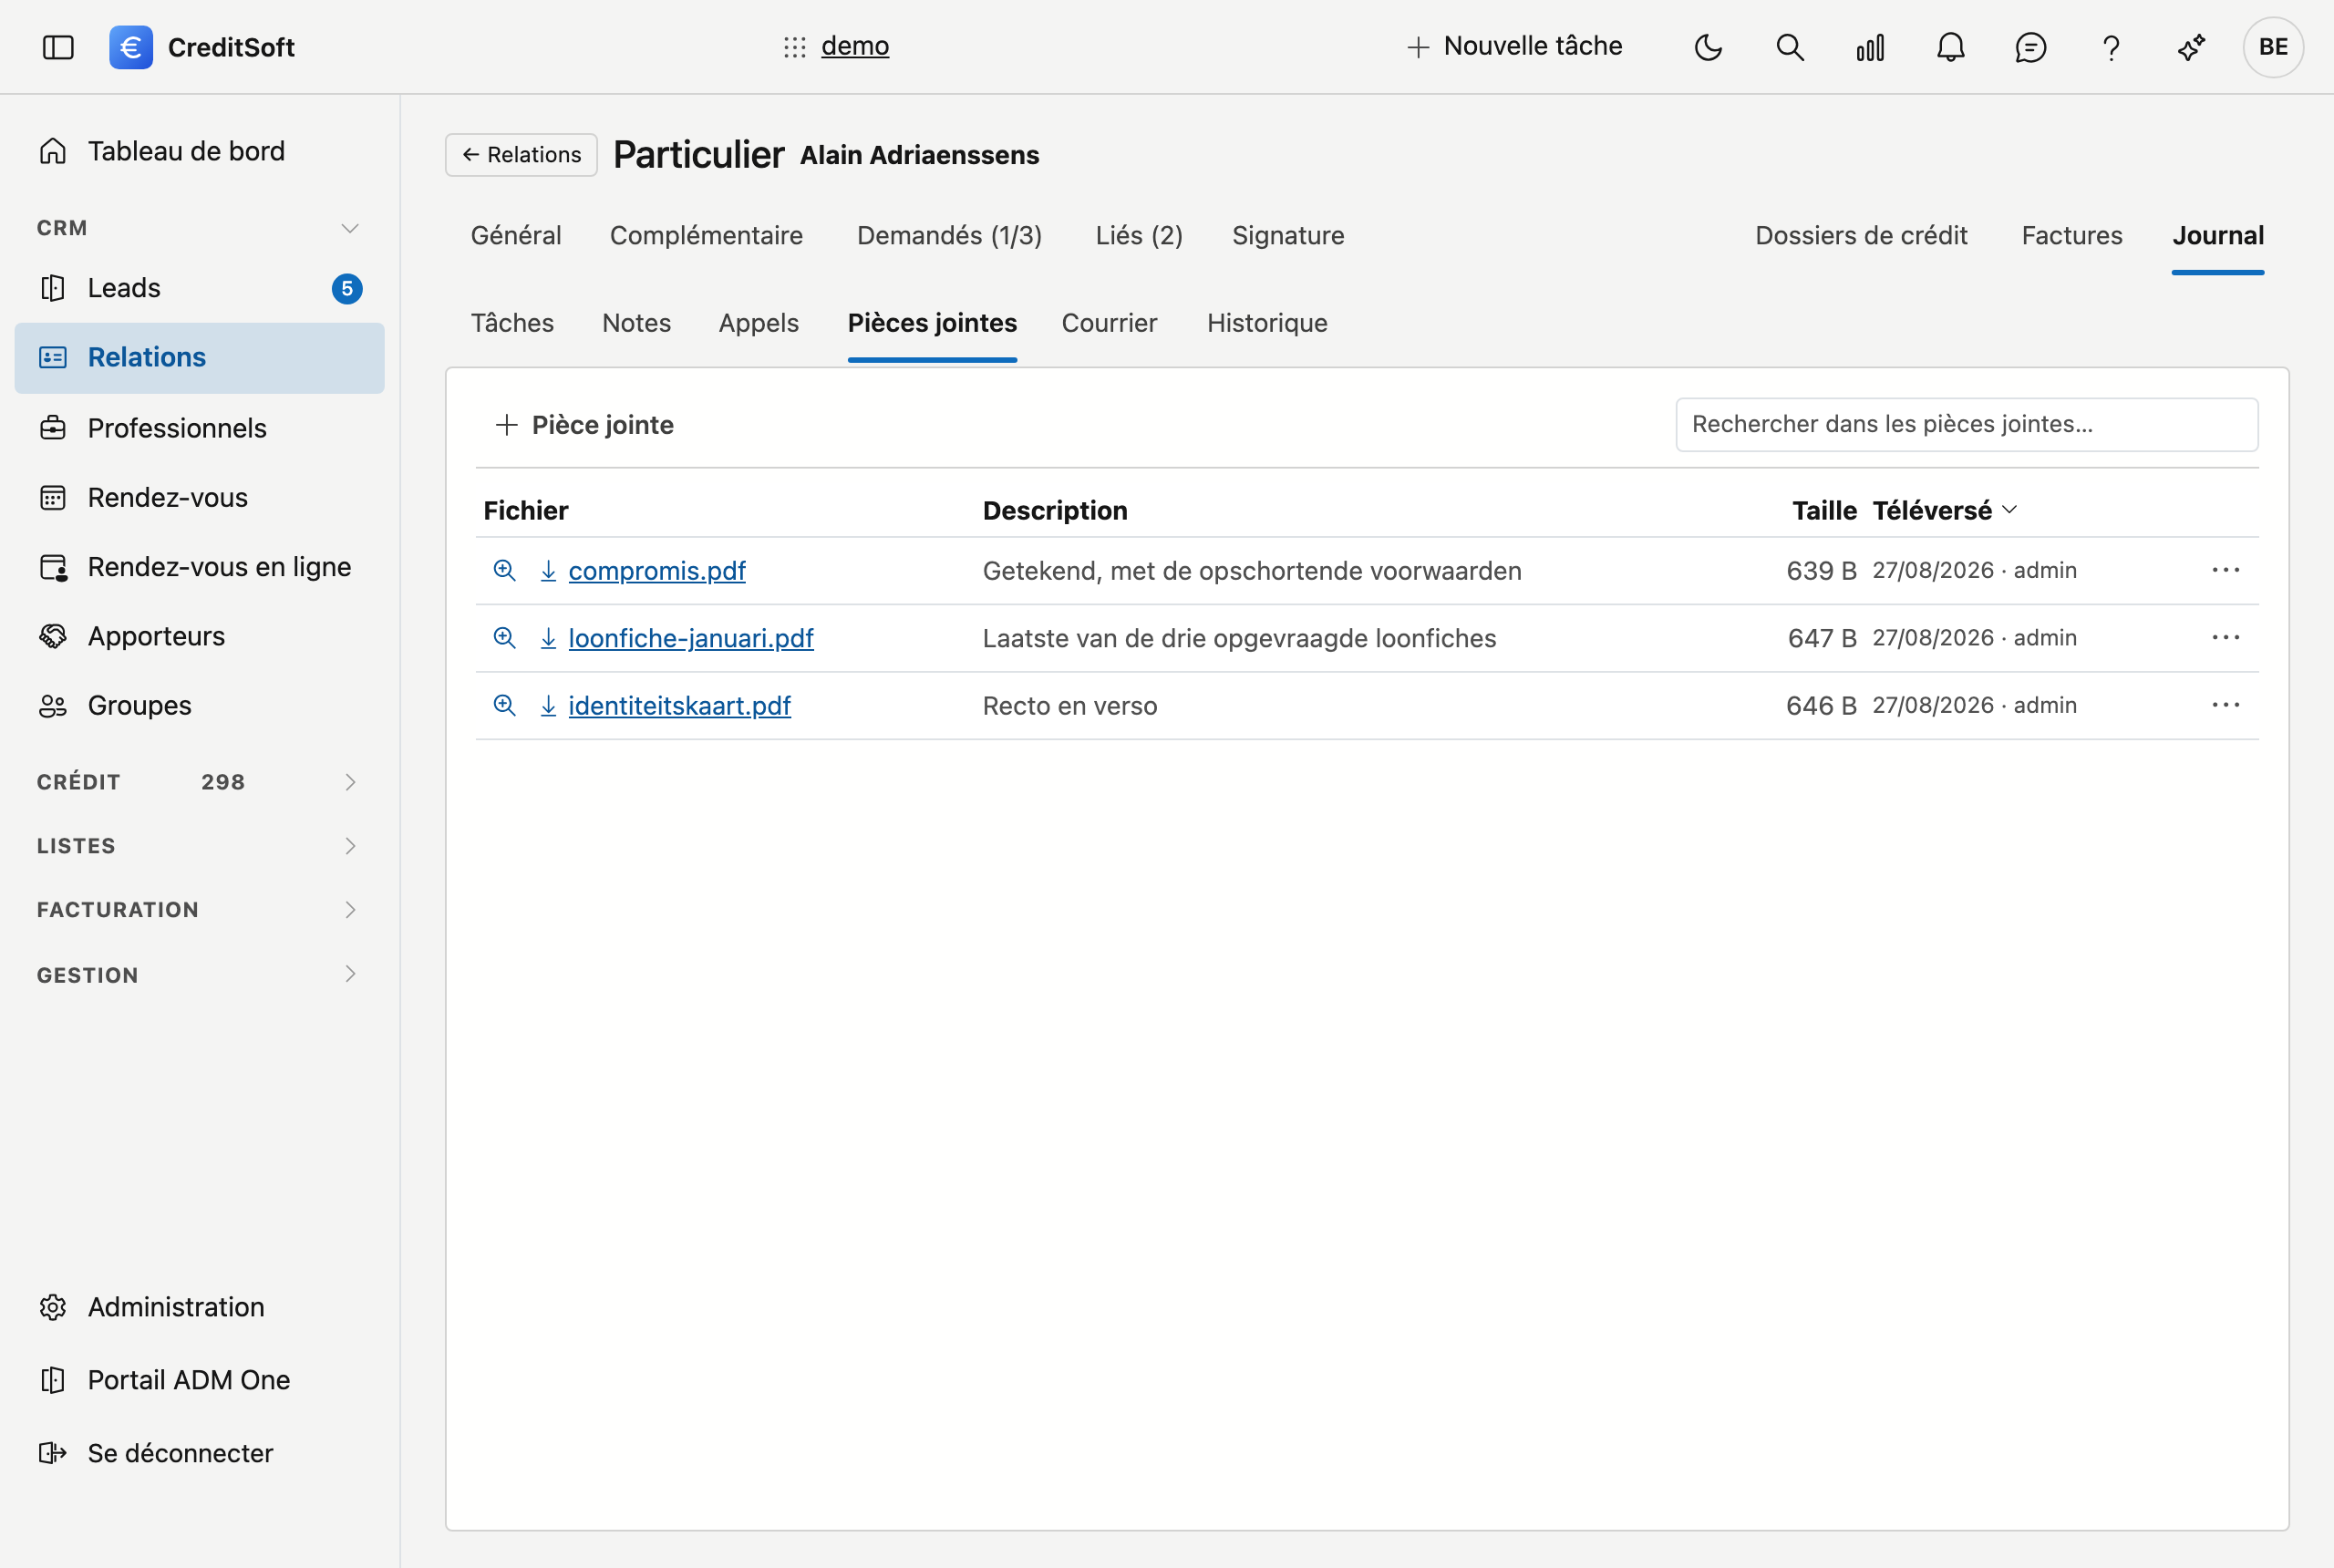 CreditSoft
demo
Nouvelle tâche
BE
Tableau de bord
CRM
Leads 5
Relations
Professionnels
Rendez-vous
Rendez-vous en ligne
Apporteurs
Groupes
CRÉDIT 298
LISTES
FACTURATION
GESTION
Administration
Portail ADM One
Se déconnecter
← Relations Particulier Alain Adriaenssens
Général Complémentaire Demandés (1/3) Liés (2) Signature Dossiers de crédit Factures Journal
Tâches Notes Appels Pièces jointes Courrier Historique
+ Pièce jointe Rechercher dans les pièces jointes...
Fichier Description Taille Téléversé
compromis.pdf Getekend, met de opschortende voorwaarden 639 B 27/08/2026 · admin ...
loonfiche-januari.pdf Laatste van de drie opgevraagde loonfiches 647 B 27/08/2026 · admin ...
identiteitskaart.pdf Recto en verso 646 B 27/08/2026 · admin ...